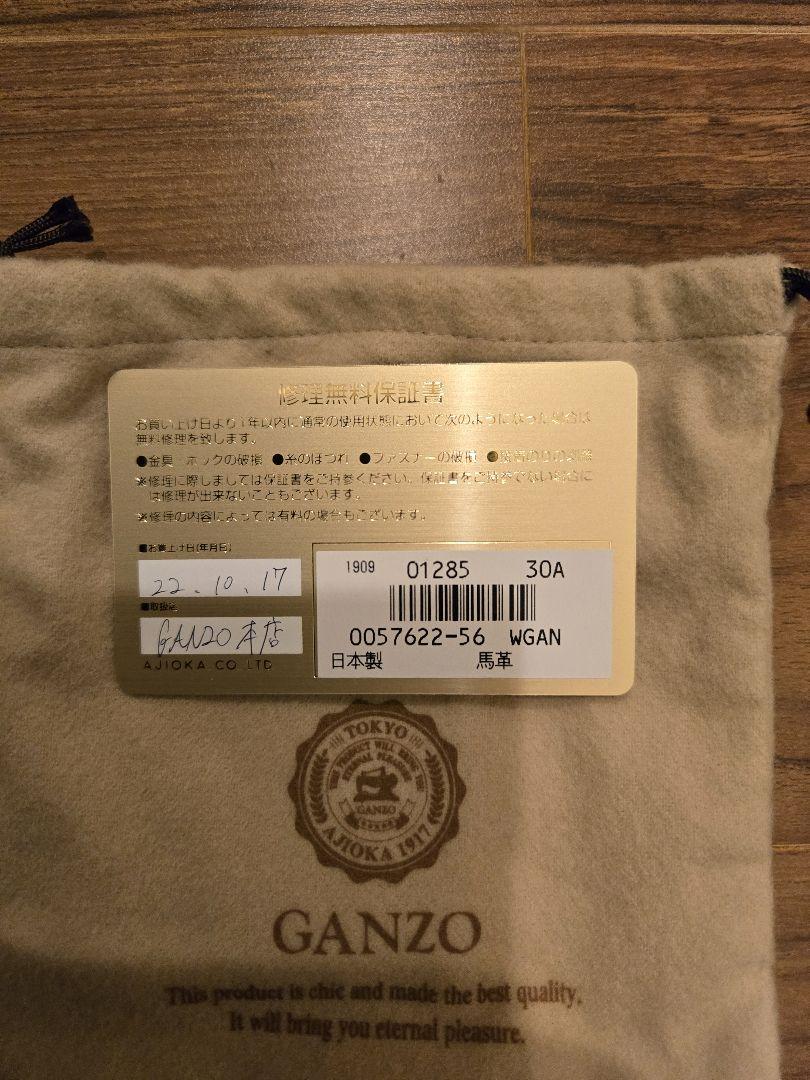 修理無料保証書
お買い上げ日より1年以内に通常の使用状態において次のようになった場合は
無料修理を致します。
●金具 ホックの破損 ●糸のほつれ ●ファスナーの破損
※修理に際しましては保証書をご持参ください。保証書をご持参でない場合に
は修理が出来ないこともございます。
※修理の内容によっては有料の場合もございます。
■お買上げ日(年月日)
22.10.17
■取扱店
GANZO本店
AJIOKA CO LTD
1909 01285 30A
0057622-56 WGAN
日本製 馬革
TOKYO
THIS PRODUCT WILL BRING YOU
ETERNAL PLEASURE
GANZO
AJIOKA 1917
GANZO
This product is chic and made the best quality.
It will bring you eternal pleasure.